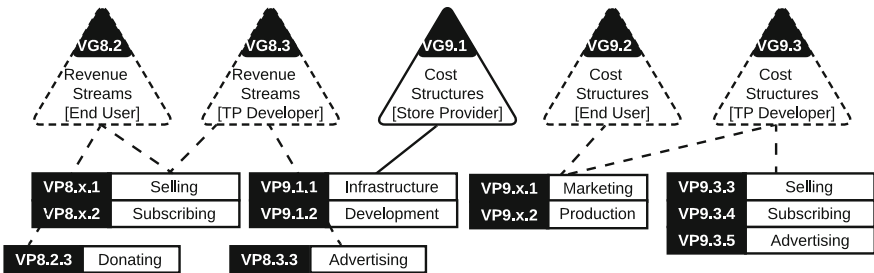 VG8.2
VG8.3
VG9.1
VG9.2
VG9.3
Revenue
Streams
[End User]
Revenue
Streams
[TP Developer]
Cost
Structures
[Store Provider]
Cost
Structures
[End User]
Cost
Structures
[TP Developer]
VP8.x.1 Selling
VP8.x.2 Subscribing
VP9.1.1 Infrastructure
VP9.1.2 Development
VP9.x.1 Marketing
VP9.x.2 Production
VP9.3.3 Selling
VP9.3.4 Subscribing
VP9.3.5 Advertising
VP8.2.3 Donating
VP8.3.3 Advertising